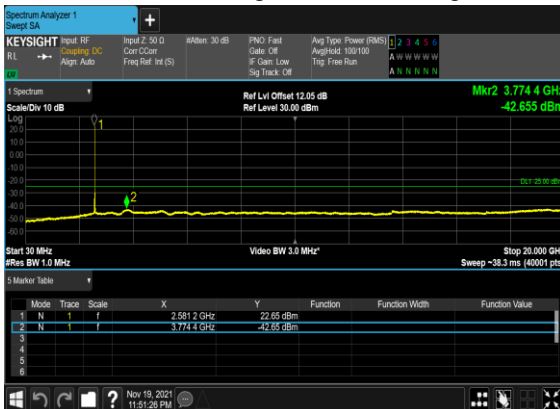 Spectrum Analyzer 1
Swept SA
+
KEYSIGHT Input: RF Input Z: 50 Ω #Atten: 30 dB PNO: Fast Avg Type: Power (RMS) 1 2 3 4 5 6
RL Coupling: DC Corr CCorr Gate: Off Avg|Hold: 100/100 A W W W W W
Align: Auto Freq Ref: Int (S) IF Gain: Low Trig: Free Run
Sig Track: Off A N N N N N
1 Spectrum Ref Lvl Offset 12.05 dB Mkr2 3.774 4 GHz
Scale/Div 10 dB Ref Level 30.00 dBm -42.655 dBm
Log
20.0
10.0
0.00
-10.0
-20.0
-30.0
-40.0
-50.0
-60.0
1
2
DL1 -25.00 dBm
Start 30 MHz Video BW 3.0 MHz* Stop 20.000 GH
#Res BW 1.0 MHz Sweep ~38.3 ms (40001 pts
5 Marker Table
Mode Trace Scale X Y Function Function Width Function Value
1 N 1 f 2.581 2 GHz 22.65 dBm
2 N 1 f 3.774 4 GHz -42.65 dBm
3
4
5
6
? Nov 19, 2021
11:51:26 PM